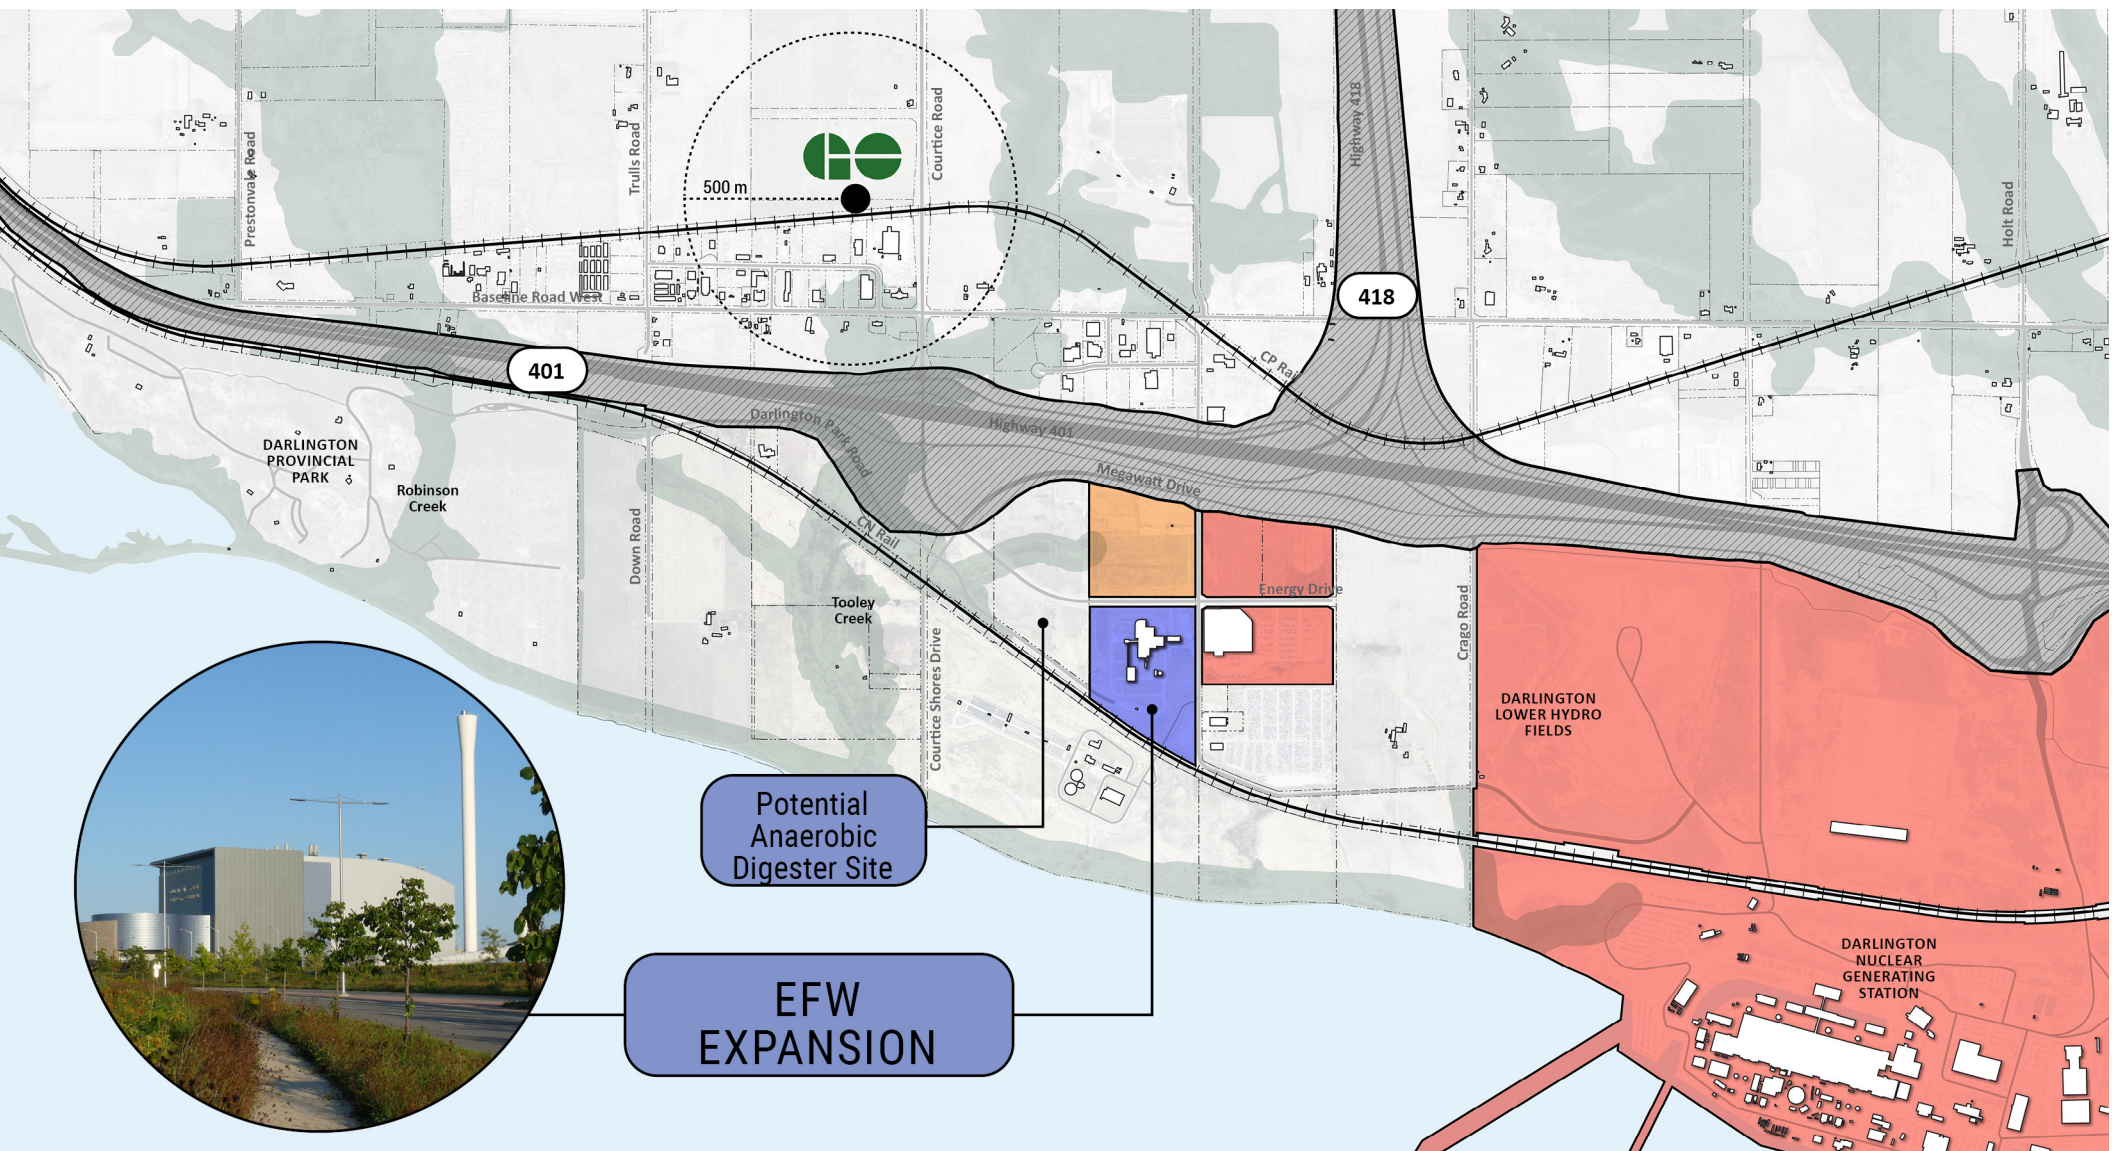 Highway 418
Courtice Road
Trulls Road
Prestonvale Road
500 m
GO
Holt Road
Baseline Road West
418
CP Rail
401
Darlington Park Road
Highway 401
DARLINGTON
PROVINCIAL
PARK
Megawatt Drive
Robinson
Creek
CN Rail
Down Road
Energy Drive
Tooley
Creek
Crago Road
Courtice Shores Drive
DARLINGTON
LOWER HYDRO
FIELDS
Potential
Anaerobic
Digester Site
DARLINGTON
NUCLEAR
GENERATING
STATION
EFW
EXPANSION